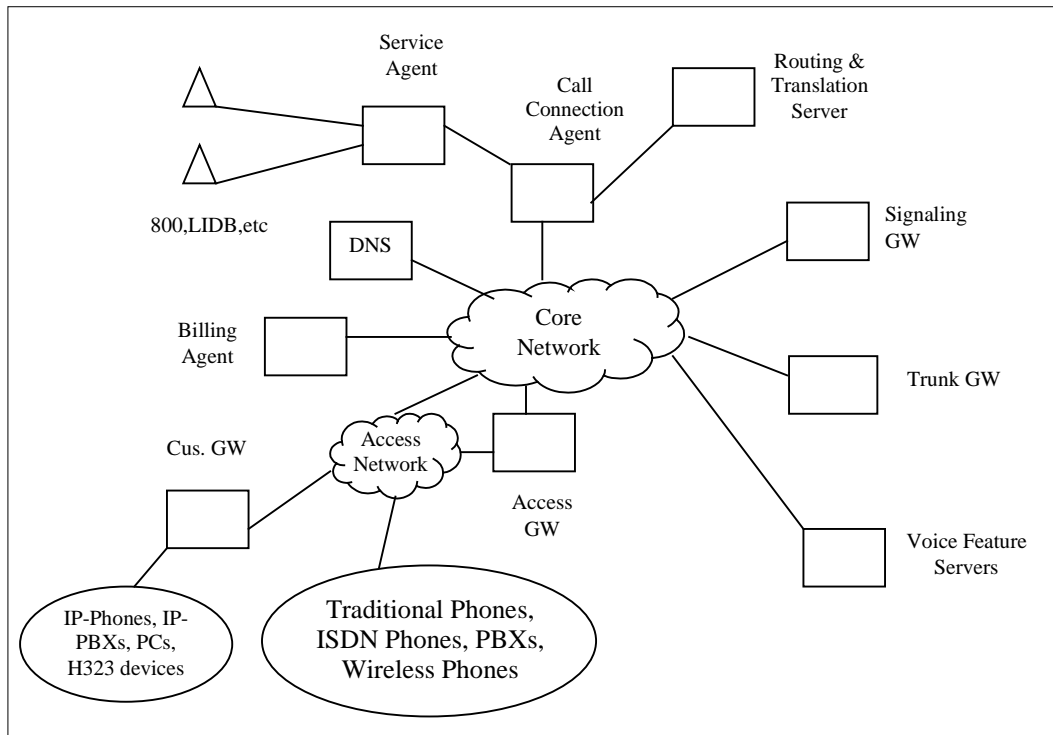 Service
Agent
Call
Connection
Agent
Routing &
Translation
Server
800,LIDB,etc
DNS
Signaling
GW
Core
Network
Billing
Agent
Trunk GW
Cus. GW
Access
Network
Access
GW
Voice Feature
Servers
IP-Phones, IP-
PBXs, PCs,
H323 devices
Traditional Phones,
ISDN Phones, PBXs,
Wireless Phones